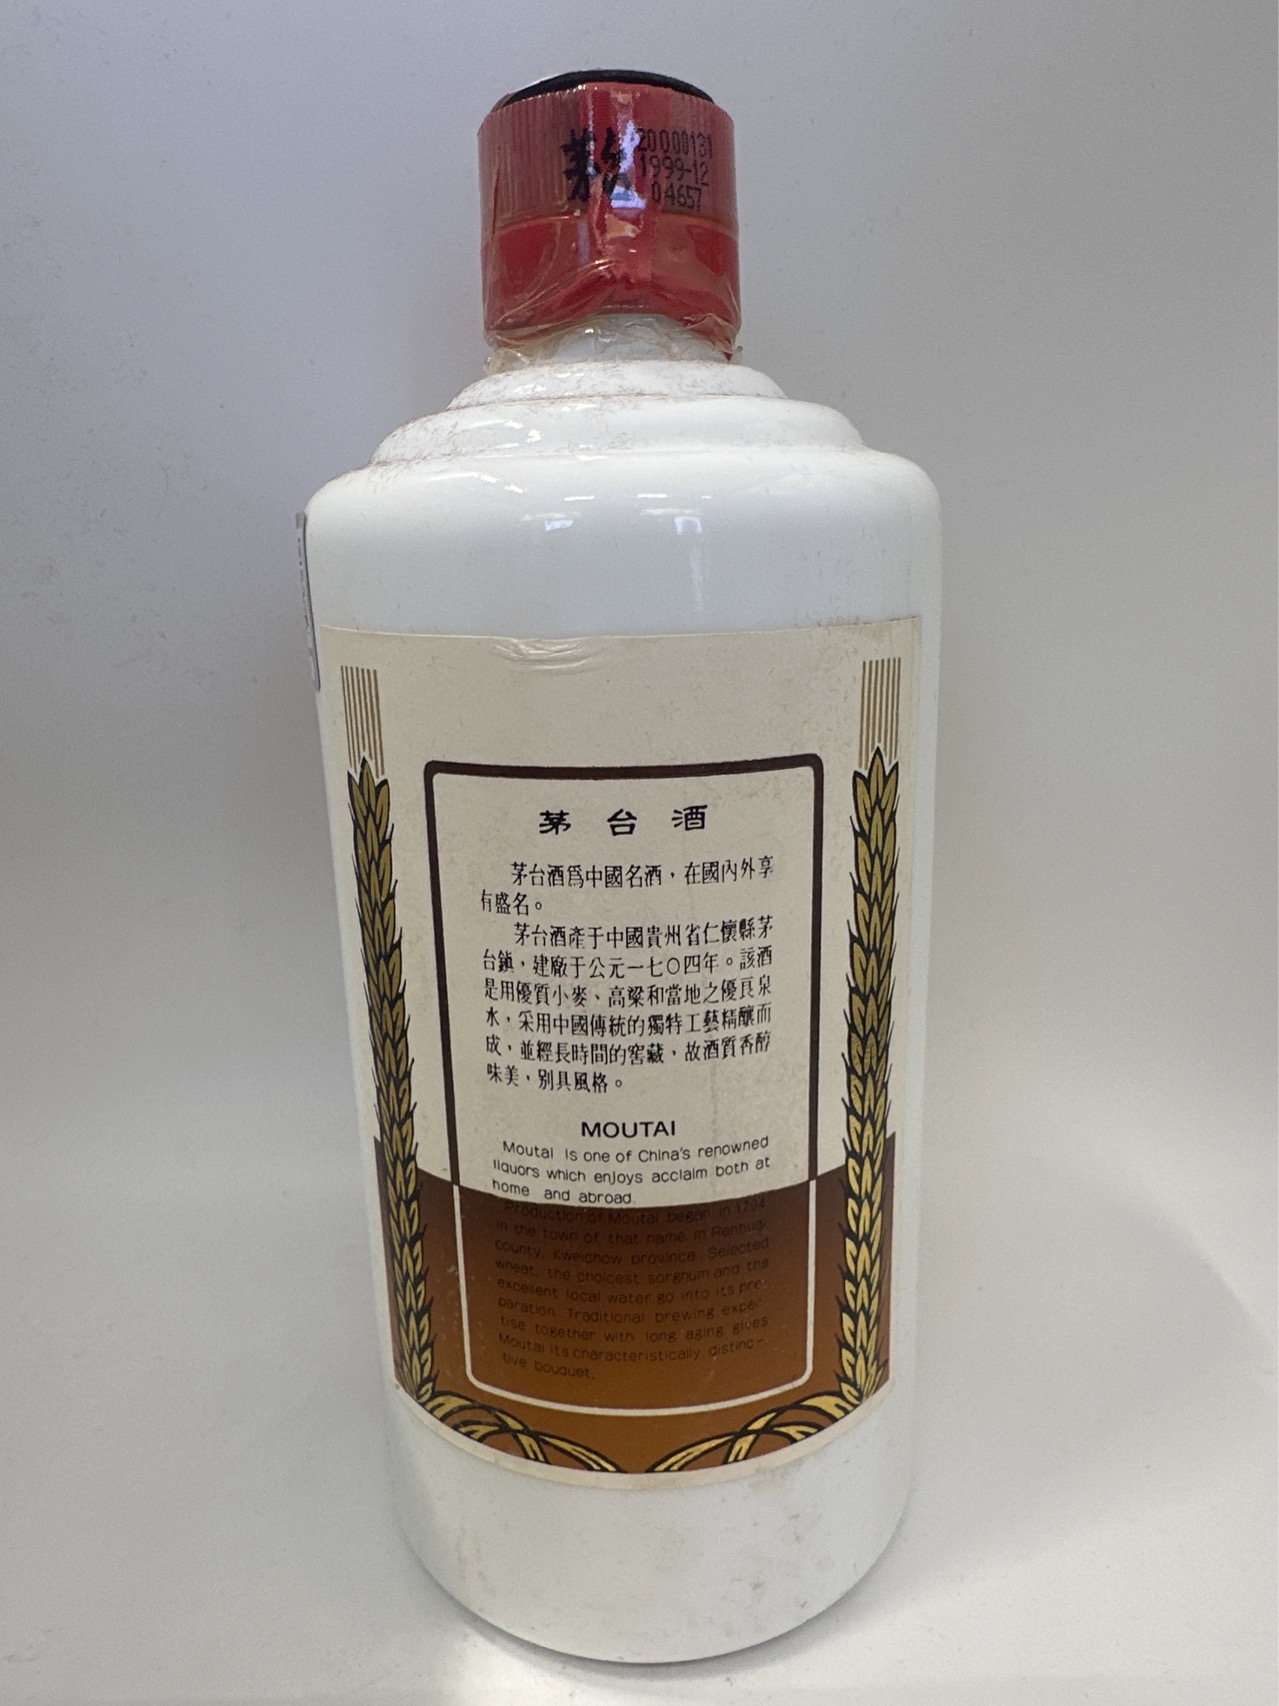 茅台
20000131
1999-12
04657
茅台酒
茅台酒爲中國名酒，在國內外享
有盛名。
茅台酒產于中國貴州省仁懷縣茅
台鎮，建廠于公元一七〇四年。該酒
是用優質小麥、高粱和當地之優良泉
水，采用中國傳統的獨特工藝精釀而
成，並經長時間的窖藏，故酒質香醇
味美，別具風格。
MOUTAI
Moutai is one of China's renowned
liquors which enjoys acclaim both at
home and abroad.
Production of Moutai began in 1704
in the town of that name in Renhuai
county, Kweichow province. Selected
wheat, the choicest sorghum and the
excellent local water go into its pre-
paration. Traditional brewing exper-
tise together with long aging gives
Moutai its characteristically distinc-
tive bouquet.